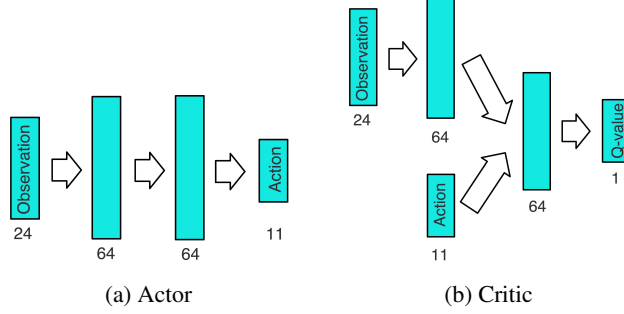 Observation
24
64
64
Action
11
(a) Actor
Observation
24
64
Action
11
64
Q-value
1
(b) Critic